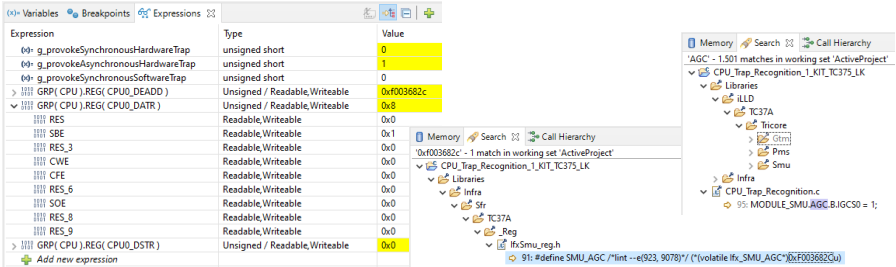 Variables Breakpoints Expressions
Expression Type Value
g_provokeSynchronousHardwareTrap unsigned short 0
g_provokeAsynchronousHardwareTrap unsigned short 1
g_provokeSynchronousSoftwareTrap unsigned short 0
GRP( CPU ).REG( CPU0_DEADD ) Unsigned / Readable,Writeable 0xf003682c
GRP( CPU ).REG( CPU0_DATR ) Unsigned / Readable,Writeable 0x8
RES Readable,Writeable 0x0
SBE Readable,Writeable 0x1
RES_3 Readable,Writeable 0x0
CWE Readable,Writeable 0x0
CFE Readable,Writeable 0x0
RES_6 Readable,Writeable 0x0
SOE Readable,Writeable 0x0
RES_8 Readable,Writeable 0x0
RES_9 Readable,Writeable 0x0
GRP( CPU ).REG( CPU0_DSTR ) Unsigned / Readable,Writeable 0x0
Add new expression
Memory Search Call Hierarchy
'0xf003682c' - 1 match in working set 'ActiveProject'
CPU_Trap_Recognition_1_KIT_TC375_LK
Libraries
Infra
Sfr
TC37A
_Reg
IfxSmu_reg.h
91: #define SMU_AGC /*lint --e(923, 9078)*/ (*(volatile Ifx_SMU_AGC*)0xF003682Cu)
Memory Search Call Hierarchy
'AGC' - 1.501 matches in working set 'ActiveProject'
CPU_Trap_Recognition_1_KIT_TC375_LK
Libraries
iLLD
TC37A
Tricore
Gtm
Pms
Smu
Infra
CPU_Trap_Recognition.c
95: MODULE_SMU.AGC.B.IGCS0 = 1;